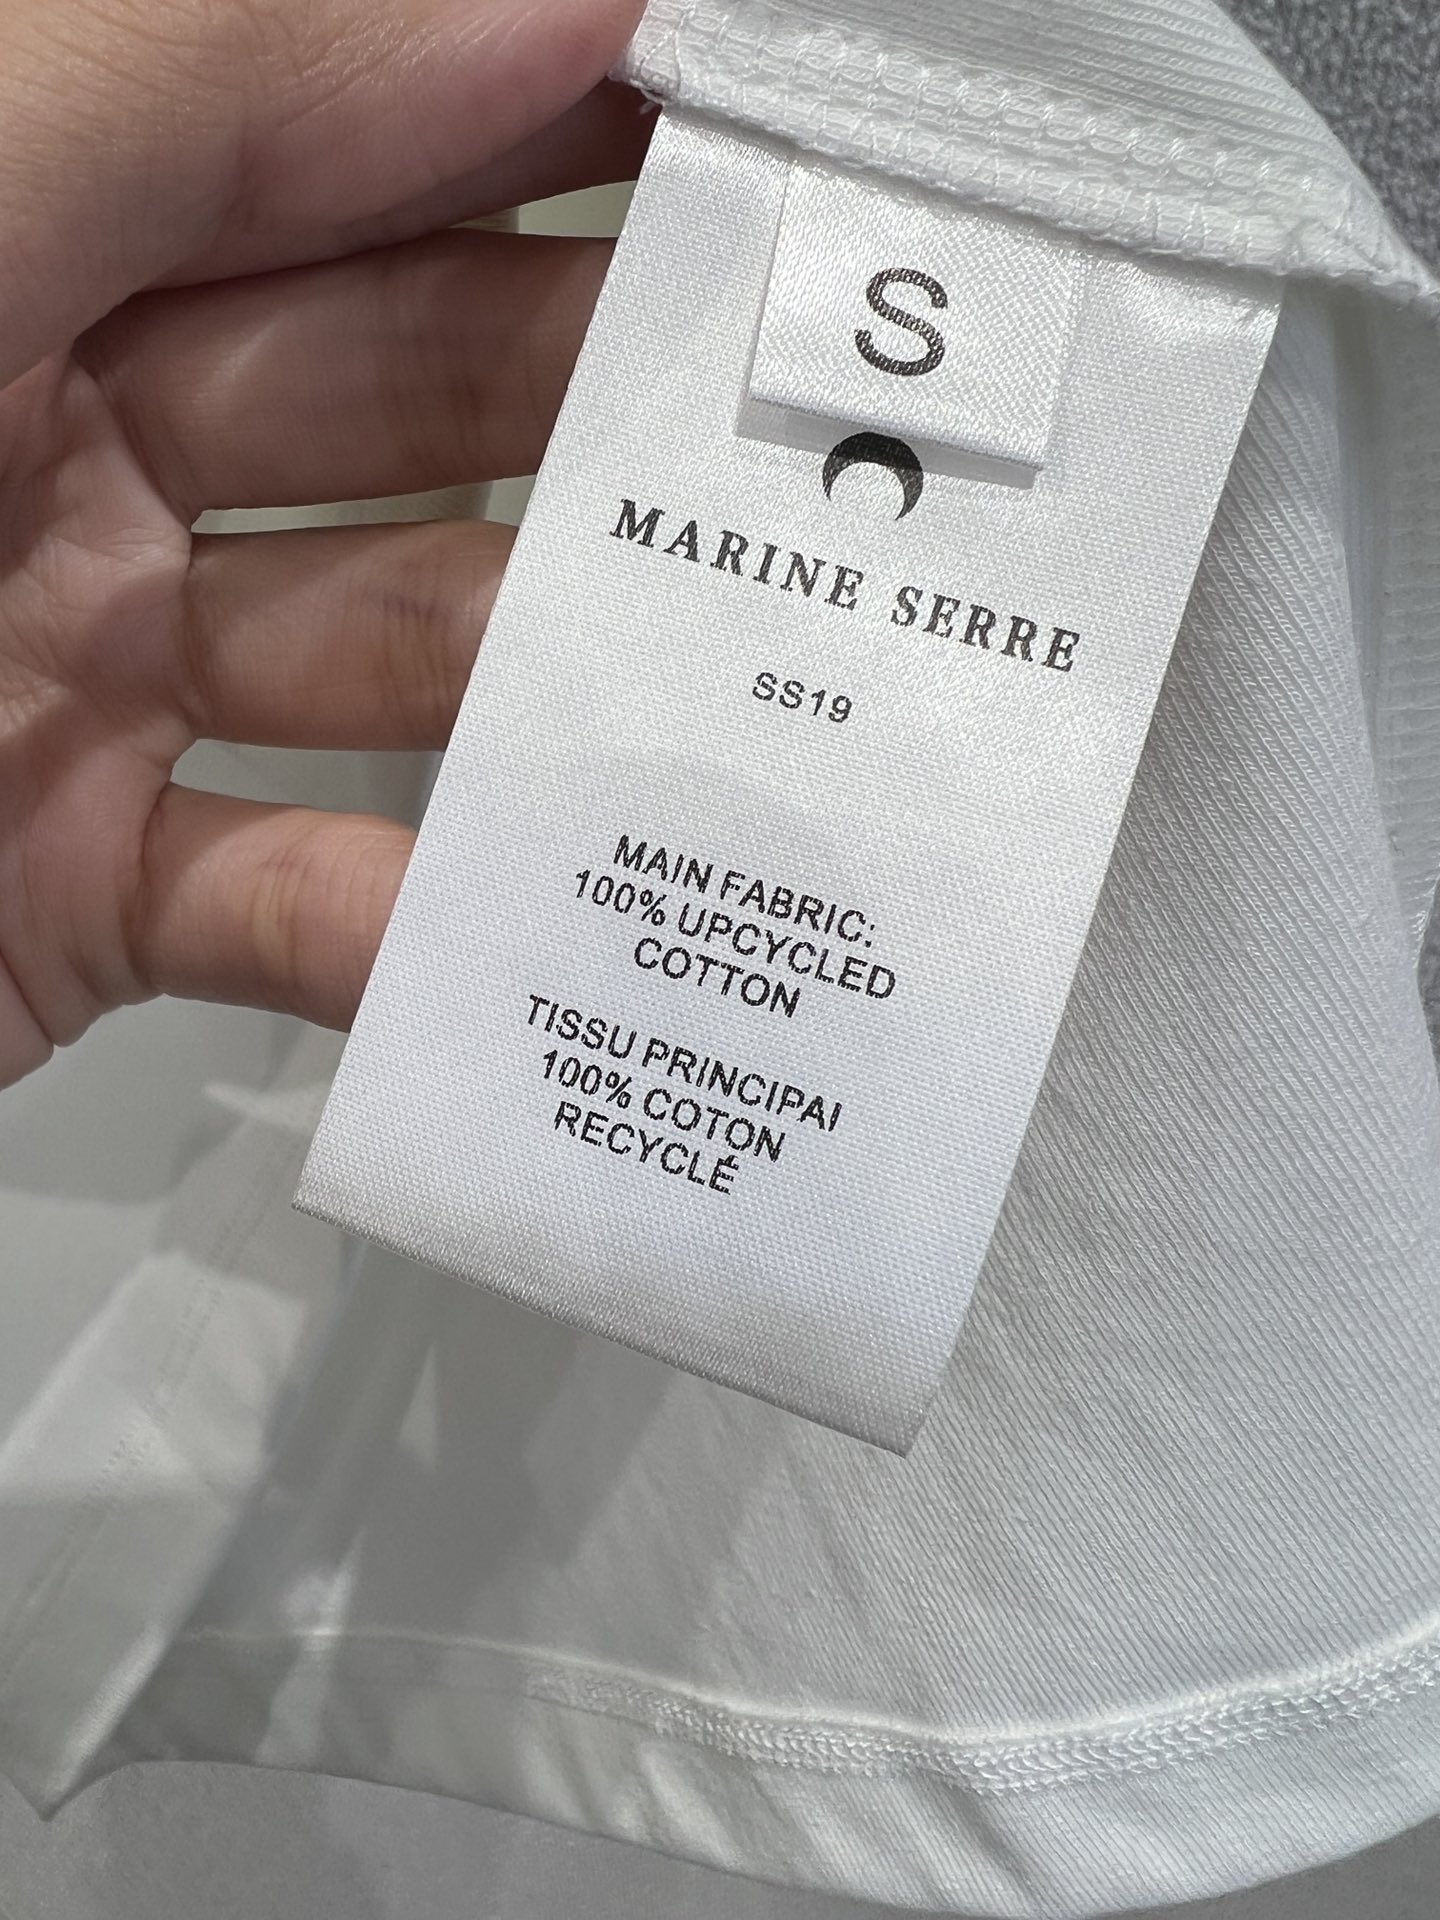 S
MARINE SERRE
SS19
MAIN FABRIC:
100% UPCYCLED
COTTON
TISSU PRINCIPAI
100% COTON
RECYCLÉ